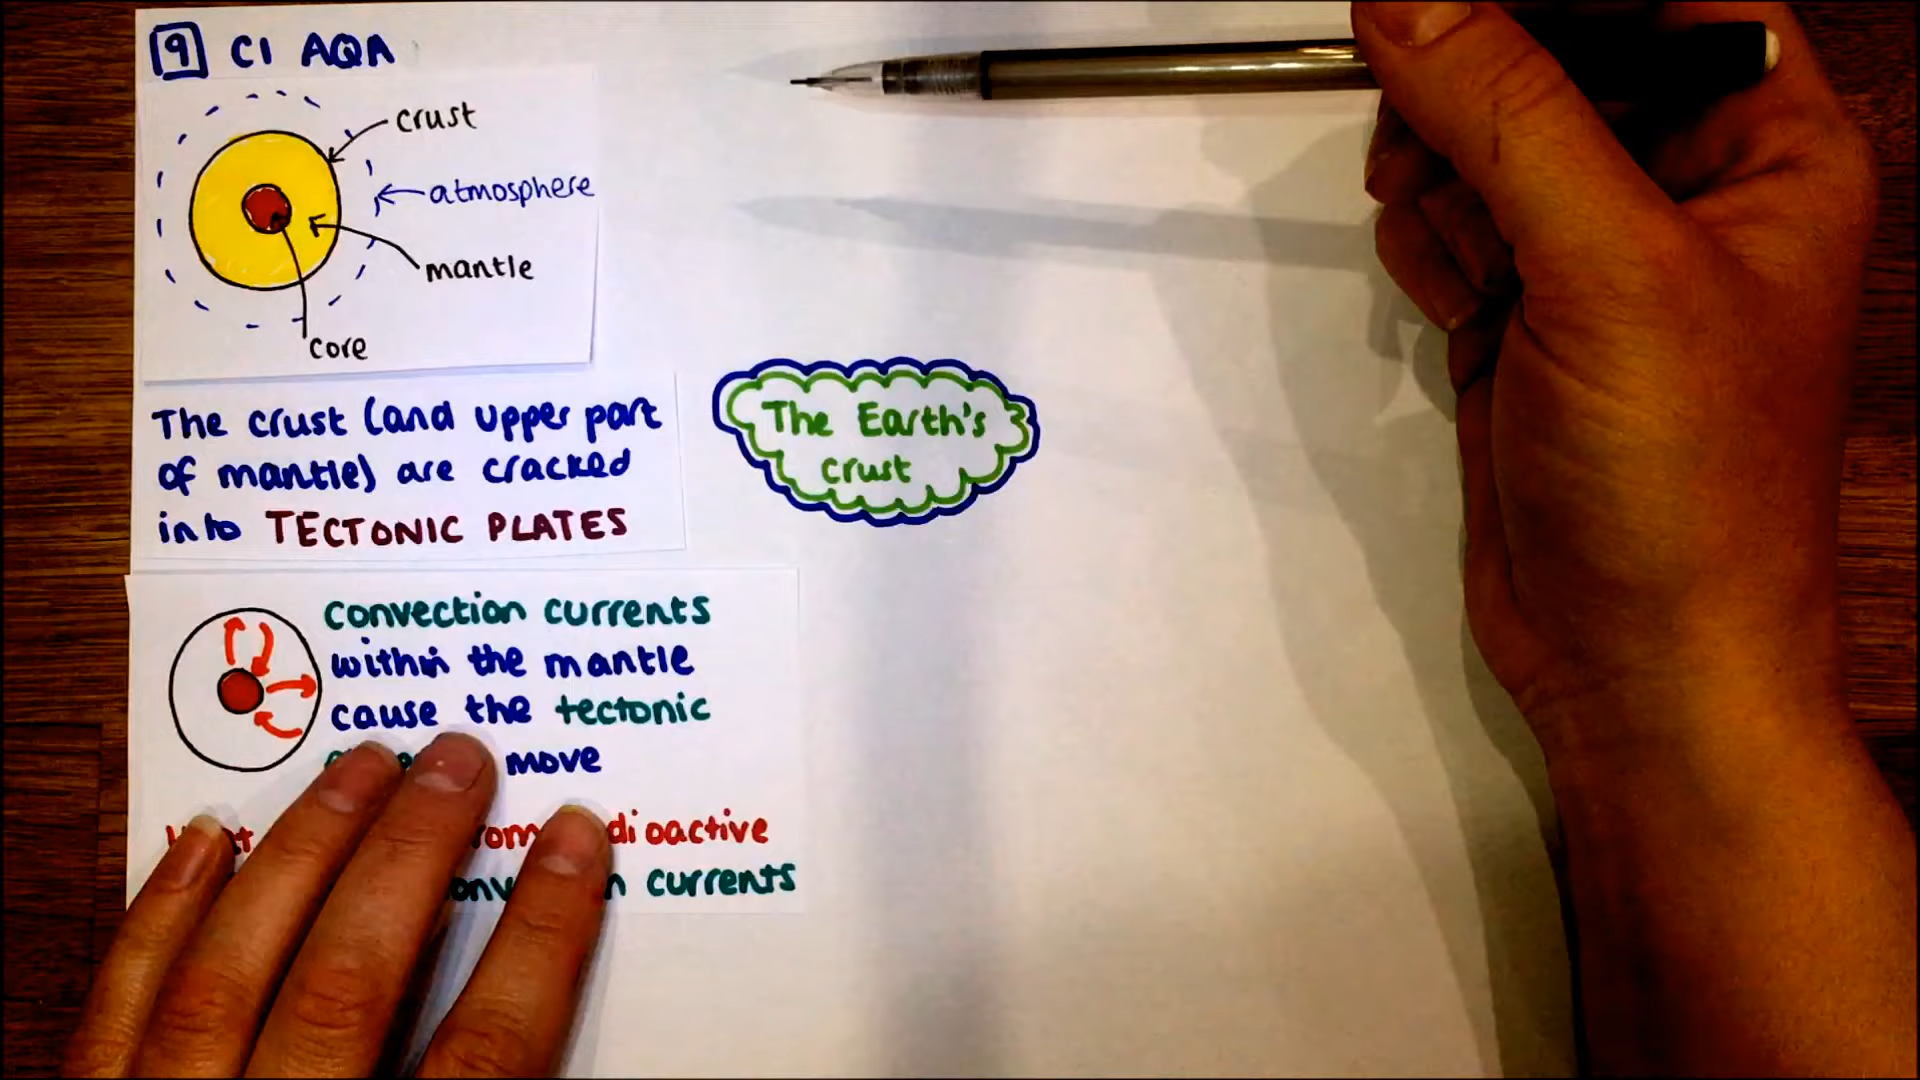 9 C1 AQA
crust
atmosphere
mantle
core
The crust (and upper part
of mantle) are cracked
into TECTONIC PLATES
The Earth's
crust
Convection currents
within the mantle
cause the tectonic
move
currents